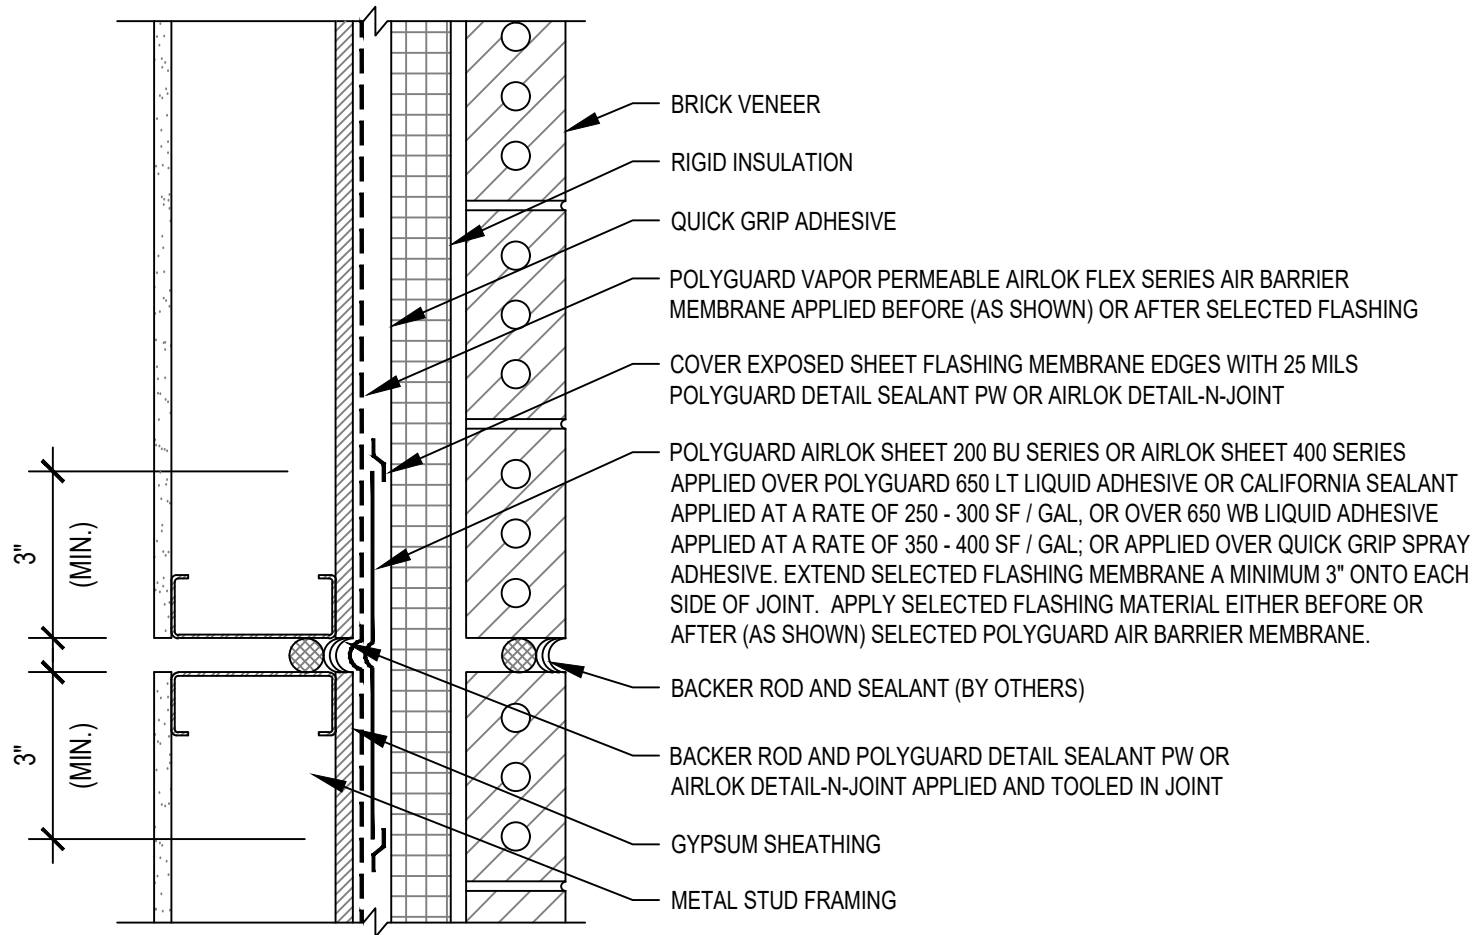 BRICK VENEER
RIGID INSULATION
QUICK GRIP ADHESIVE
POLYGUARD VAPOR PERMEABLE AIRLOK FLEX SERIES AIR BARRIER
MEMBRANE APPLIED BEFORE (AS SHOWN) OR AFTER SELECTED FLASHING
COVER EXPOSED SHEET FLASHING MEMBRANE EDGES WITH 25 MILS
POLYGUARD DETAIL SEALANT PW OR AIRLOK DETAIL-N-JOINT
POLYGUARD AIRLOK SHEET 200 BU SERIES OR AIRLOK SHEET 400 SERIES
APPLIED OVER POLYGUARD 650 LT LIQUID ADHESIVE OR CALIFORNIA SEALANT
APPLIED AT A RATE OF 250 - 300 SF / GAL, OR OVER 650 WB LIQUID ADHESIVE
APPLIED AT A RATE OF 350 - 400 SF / GAL; OR APPLIED OVER QUICK GRIP SPRAY
ADHESIVE. EXTEND SELECTED FLASHING MEMBRANE A MINIMUM 3" ONTO EACH
SIDE OF JOINT. APPLY SELECTED FLASHING MATERIAL EITHER BEFORE OR
AFTER (AS SHOWN) SELECTED POLYGUARD AIR BARRIER MEMBRANE.
BACKER ROD AND SEALANT (BY OTHERS)
BACKER ROD AND POLYGUARD DETAIL SEALANT PW OR
AIRLOK DETAIL-N-JOINT APPLIED AND TOOLED IN JOINT
GYPSUM SHEATHING
METAL STUD FRAMING
3"
(MIN.)
3"
(MIN.)